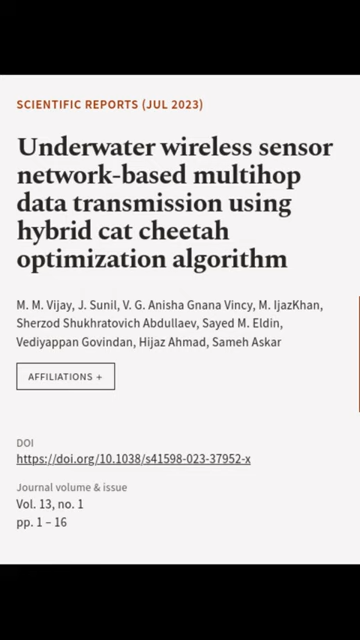 SCIENTIFIC REPORTS (JUL 2023)
Underwater wireless sensor
network-based multihop
data transmission using
hybrid cat cheetah
optimization algorithm
M. M. Vijay, J. Sunil, V. G. Anisha Gnana Vincy, M. IjazKhan,
Sherzod Shukhratovich Abdullaev, Sayed M. Eldin,
Vediyappan Govindan, Hijaz Ahmad, Sameh Askar
AFFILIATIONS +
DOI
https://doi.org/10.1038/s41598-023-37952-x
Journal volume & issue
Vol. 13, no. 1
pp. 1 – 16